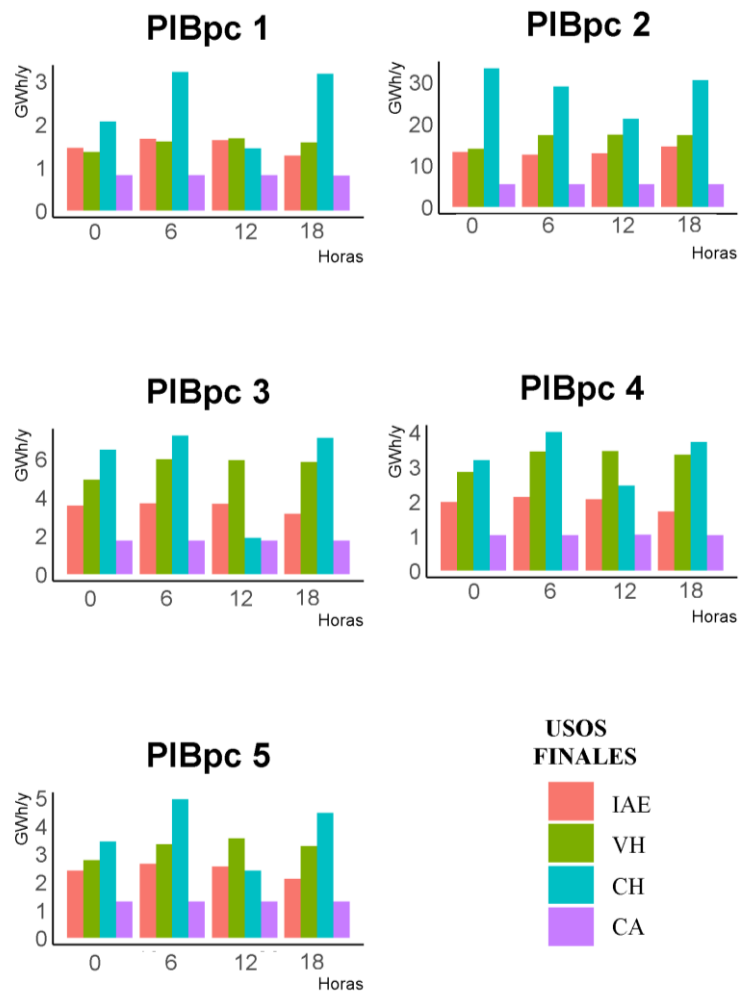 PIBpc 1
GWh/y
3
2
1
0
0 6 12 18
Horas
PIBpc 2
GWh/y
30
20
10
0
0 6 12 18
Horas
PIBpc 3
GWh/y
6
4
2
0
0 6 12 18
Horas
PIBpc 4
GWh/y
4
3
2
1
0
0 6 12 18
Horas
PIBpc 5
GWh/y
5
4
3
2
1
0
0 6 12 18
Horas
USOS
FINALES
IAE
VH
CH
CA